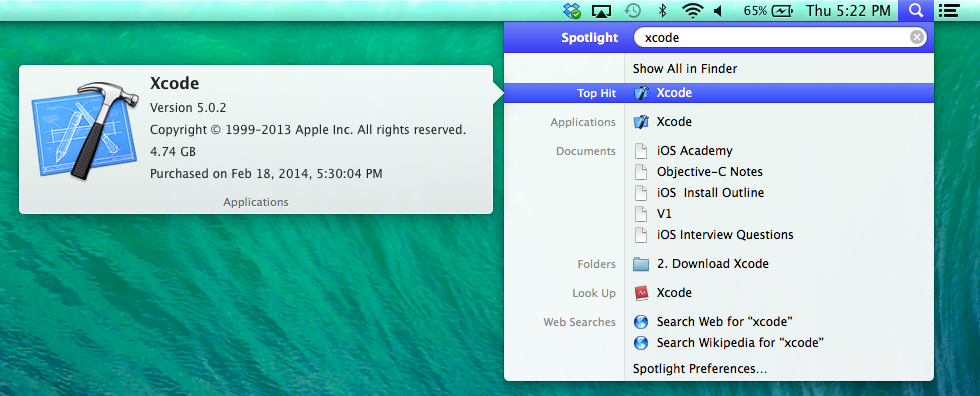 65% Thu 5:22 PM
Spotlight xcode
Show All in Finder
Top Hit Xcode
Applications Xcode
Documents iOS Academy
Objective-C Notes
iOS  Install Outline
V1
iOS Interview Questions
Folders 2. Download Xcode
Look Up Xcode
Web Searches Search Web for “xcode”
Search Wikipedia for “xcode”
Spotlight Preferences...
Xcode
Version 5.0.2
Copyright © 1999–2013 Apple Inc. All rights reserved.
4.74 GB
Purchased on Feb 18, 2014, 5:30:04 PM
Applications